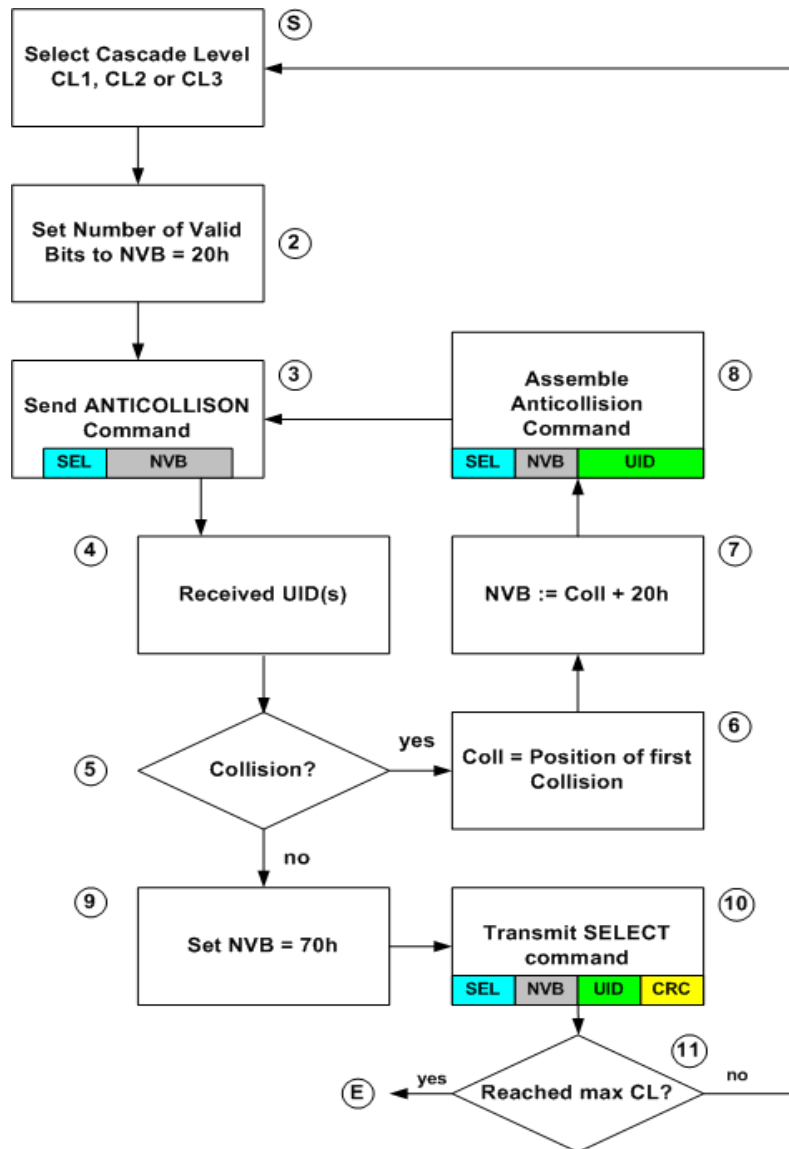 S
Select Cascade Level
CL1, CL2 or CL3
2
Set Number of Valid
Bits to NVB = 20h
3
Send ANTICOLLISON
Command
SEL NVB
8
Assemble
Anticollision
Command
SEL NVB UID
4
Received UID(s)
7
NVB := Coll + 20h
5
Collision?
yes
no
6
Coll = Position of first
Collision
9
Set NVB = 70h
10
Transmit SELECT
command
SEL NVB UID CRC
11
Reached max CL?
yes
no
E